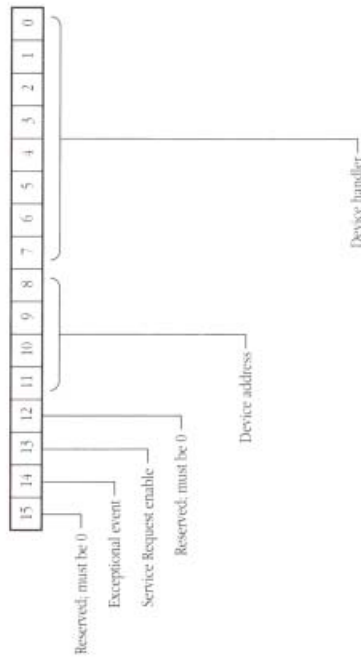 15 14 13 12 11 10 9 8 7 6 5 4 3 2 1 0
Reserved; must be 0
Exceptional event
Service Request enable
Reserved; must be 0
Device address
Device handler